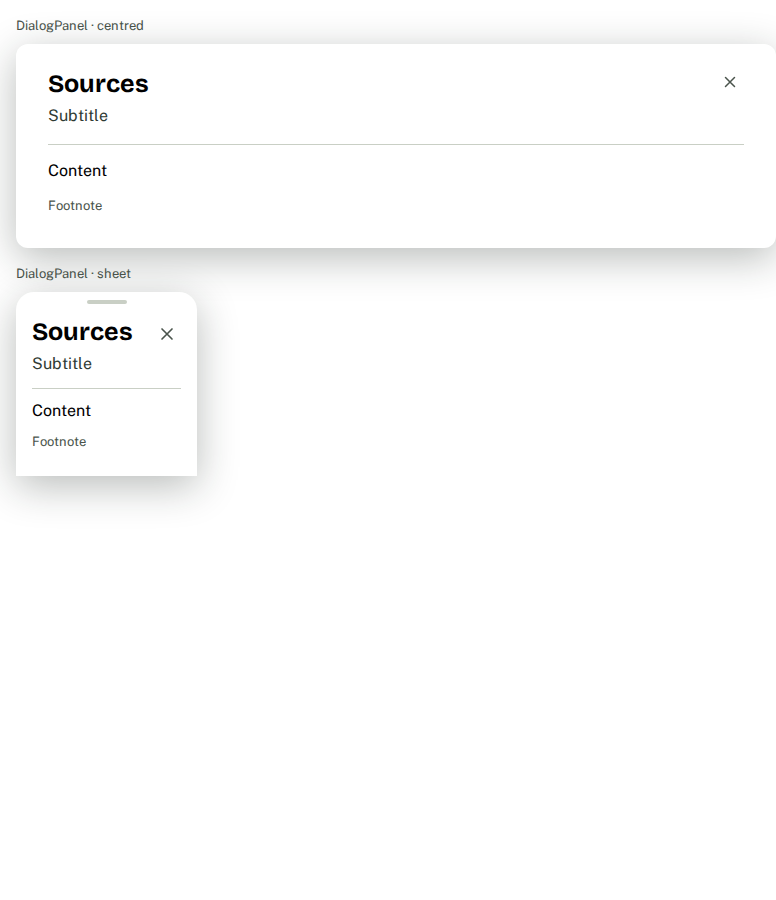 DialogPanel · centred
Sources
Subtitle
Content
Footnote
DialogPanel · sheet
Sources
Subtitle
Content
Footnote